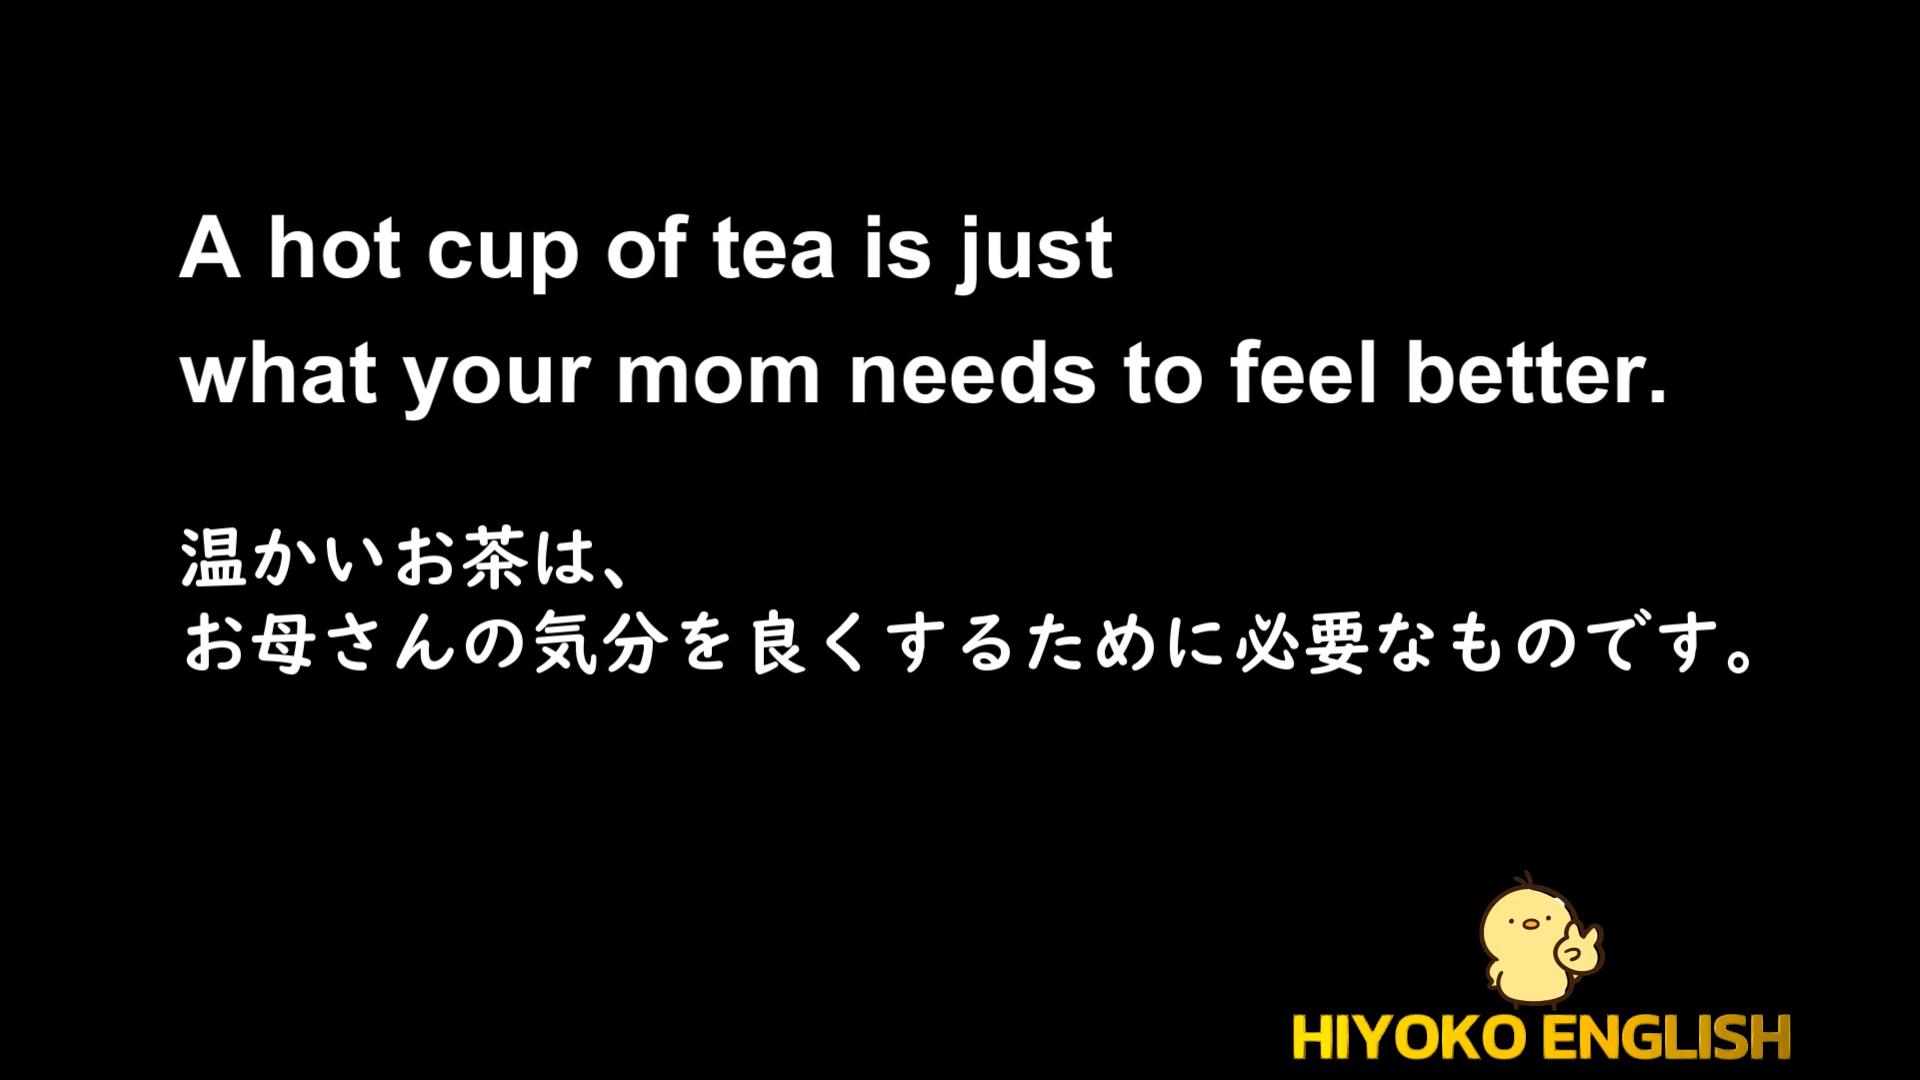 A hot cup of tea is just
what your mom needs to feel better.
温かいお茶は、
お母さんの気分を良くするために必要なものです。
HIYOKO ENGLISH